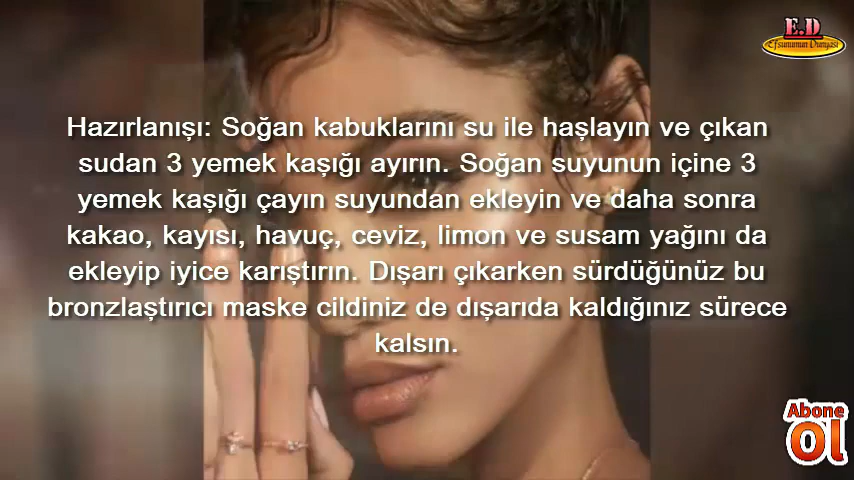 E.D
Efsununun Dünyası
Hazırlanışı: Soğan kabuklarını su ile haşlayın ve çıkan
sudan 3 yemek kaşığı ayırın. Soğan suyunun içine 3
yemek kaşığı çayın suyundan ekleyin ve daha sonra
kakao, kayısı, havuç, ceviz, limon ve susam yağını da
ekleyip iyice karıştırın. Dışarı çıkarken sürdüğünüz bu
bronzlaştırıcı maske cildiniz de dışarıda kaldığınız sürece
kalsın.
Abone
ol